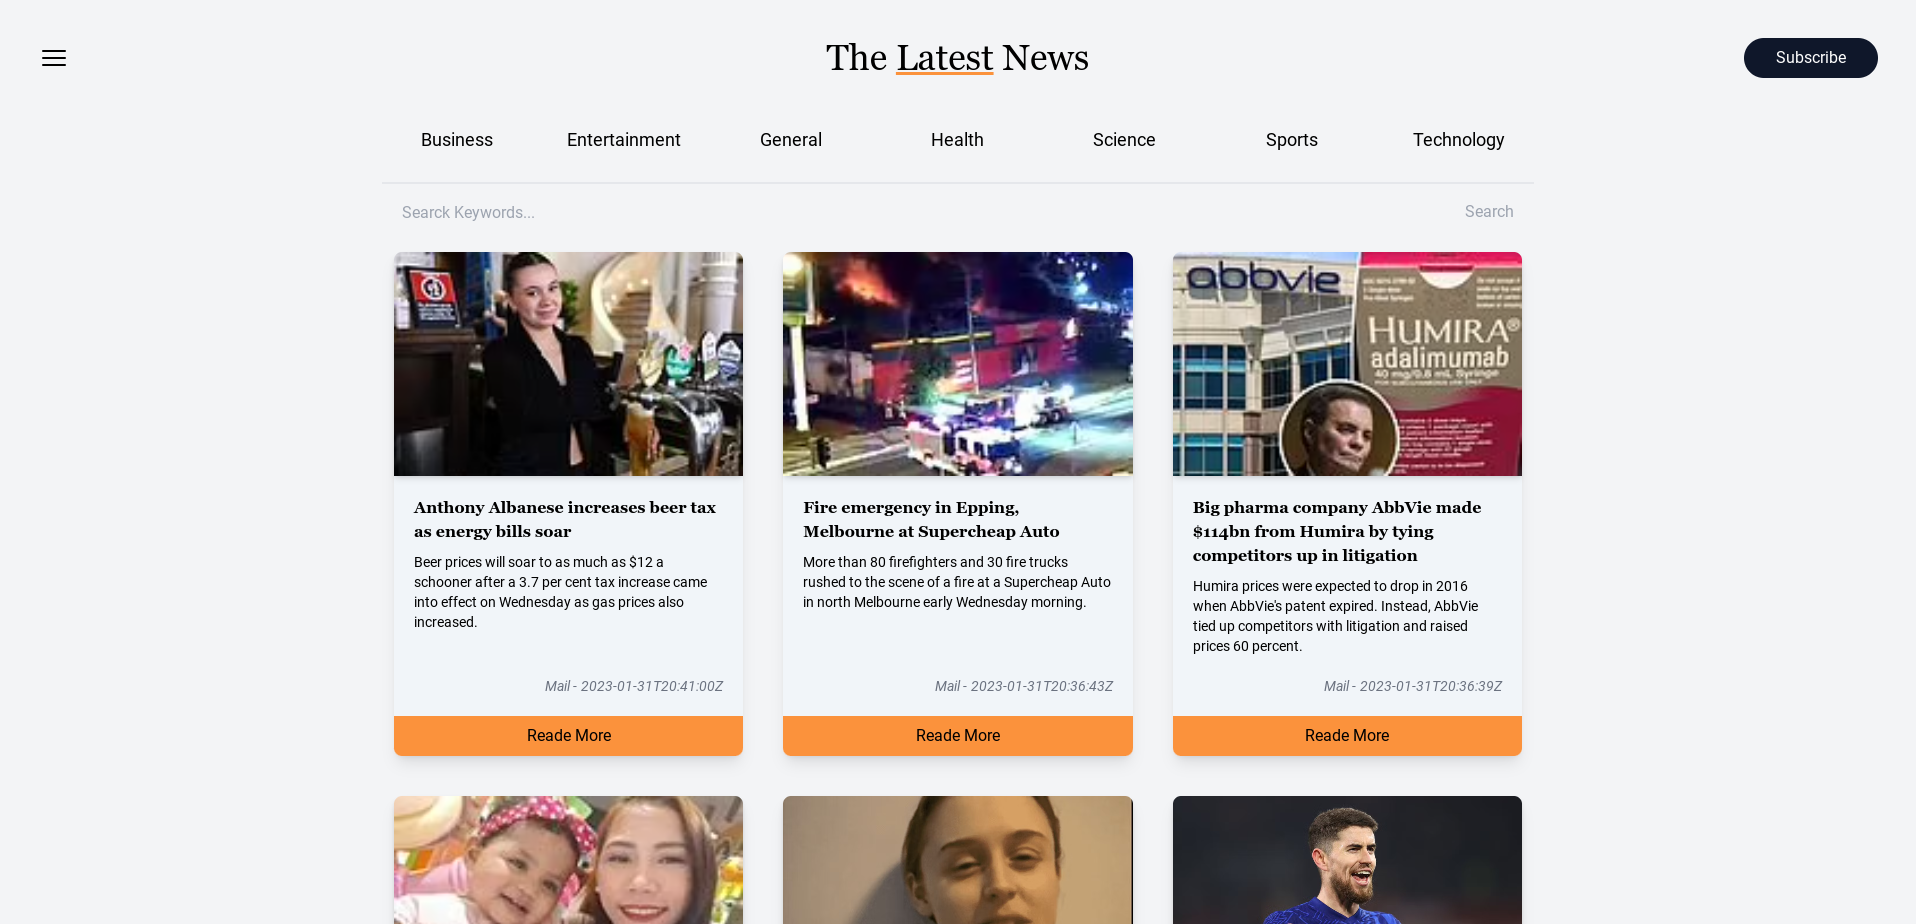 The Latest News
Subscribe
Business
Entertainment
General
Health
Science
Sports
Technology
Searck Keywords...
Search
abbvie
HUMIRA®
adalimumab
40 mg/0.8 mL Syringe
Anthony Albanese increases beer tax
as energy bills soar
Beer prices will soar to as much as $12 a
schooner after a 3.7 per cent tax increase came
into effect on Wednesday as gas prices also
increased.
Mail - 2023-01-31T20:41:00Z
Reade More
Fire emergency in Epping,
Melbourne at Supercheap Auto
More than 80 firefighters and 30 fire trucks
rushed to the scene of a fire at a Supercheap Auto
in north Melbourne early Wednesday morning.
Mail - 2023-01-31T20:36:43Z
Reade More
Big pharma company AbbVie made
$114bn from Humira by tying
competitors up in litigation
Humira prices were expected to drop in 2016
when AbbVie's patent expired. Instead, AbbVie
tied up competitors with litigation and raised
prices 60 percent.
Mail - 2023-01-31T20:36:39Z
Reade More